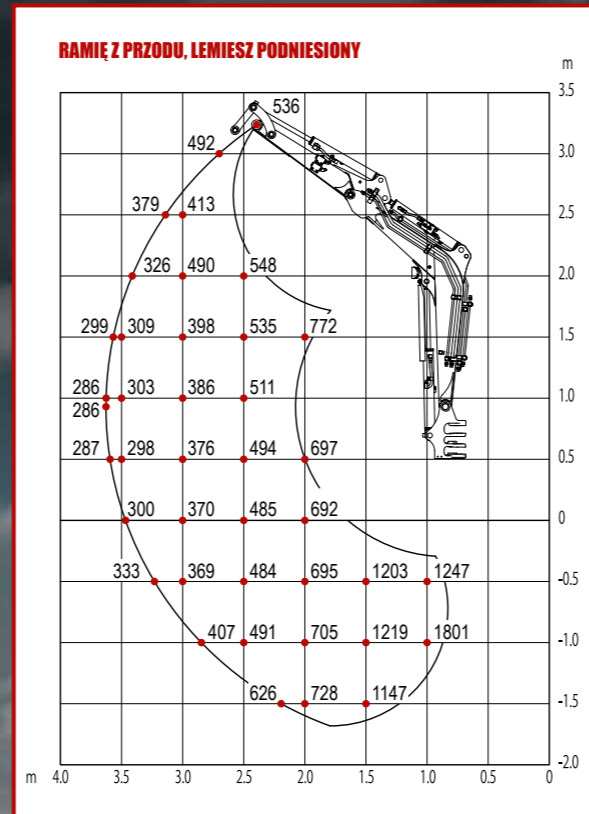 RAMIĘ Z PRZODU, LEMIESZ PODNIESIONY
m
3.5
536
492 3.0
379 413 2.5
326 490 548 2.0
299 309 398 535 772 1.5
286 303 386 511 1.0
286
287 298 376 494 697 0.5
300 370 485 692 0
333 369 484 695 1203 1247 -0.5
407 491 705 1219 1801 -1.0
626 728 1147 -1.5
-2.0
m 4.0 3.5 3.0 2.5 2.0 1.5 1.0 0.5 0